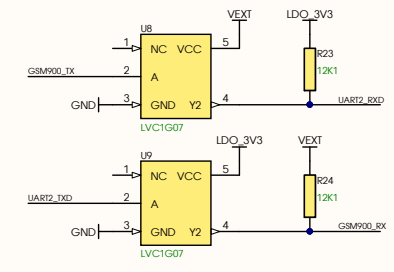 VEXT LDO_3V3
U8
1 NC VCC 5
R23
12K1
GSM900_TX 2 A
GND 3 GND Y2 4 UART2_RXD
LVC1G07
LDO_3V3 VEXT
U9
1 NC VCC 5
R24
12K1
UART2_TXD 2 A
GND 3 GND Y2 4 GSM900_RX
LVC1G07